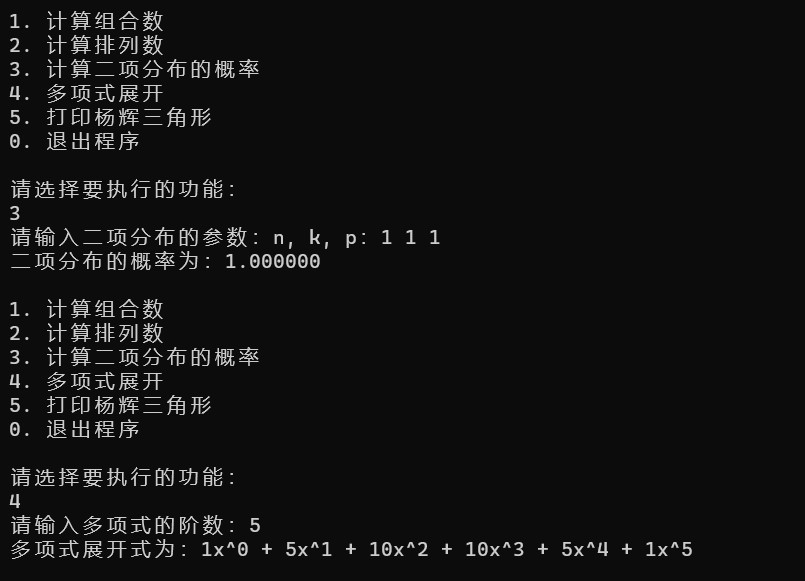 1. 计算组合数
2. 计算排列数
3. 计算二项分布的概率
4. 多项式展开
5. 打印杨辉三角形
0. 退出程序
请选择要执行的功能：
3
请输入二项分布的参数：n, k, p：1 1 1
二项分布的概率为：1.000000
1. 计算组合数
2. 计算排列数
3. 计算二项分布的概率
4. 多项式展开
5. 打印杨辉三角形
0. 退出程序
请选择要执行的功能：
4
请输入多项式的阶数：5
多项式展开式为：1x^0 + 5x^1 + 10x^2 + 10x^3 + 5x^4 + 1x^5